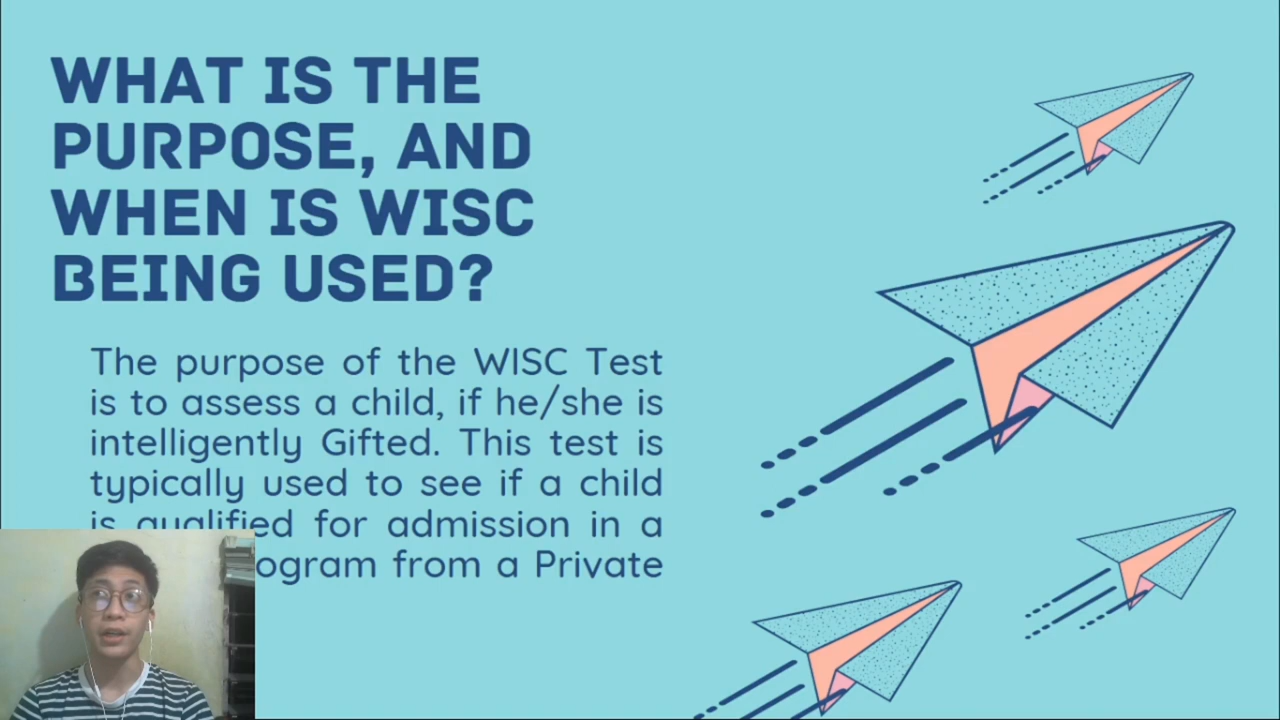 WHAT IS THE
PURPOSE, AND
WHEN IS WISC
BEING USED?
The purpose of the WISC Test
is to assess a child, if he/she is
intelligently Gifted. This test is
typically used to see if a child
is qualified for admission in a
ogram from a Private